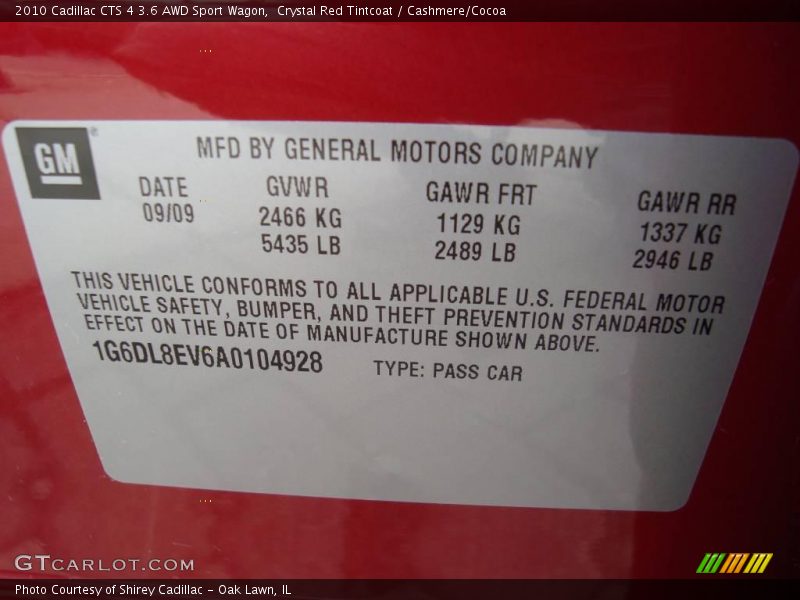 2010 Cadillac CTS 4 3.6 AWD Sport Wagon,  Crystal Red Tintcoat / Cashmere/Cocoa
GM
MFD BY GENERAL MOTORS COMPANY
DATE GVWR GAWR FRT GAWR RR
09/09 2466 KG 1129 KG 1337 KG
5435 LB 2489 LB 2946 LB
THIS VEHICLE CONFORMS TO ALL APPLICABLE U.S. FEDERAL MOTOR
VEHICLE SAFETY, BUMPER, AND THEFT PREVENTION STANDARDS IN
EFFECT ON THE DATE OF MANUFACTURE SHOWN ABOVE.
1G6DL8EV6A0104928 TYPE: PASS CAR
GTCARLOT.COM
Photo Courtesy of Shirey Cadillac - Oak Lawn, IL